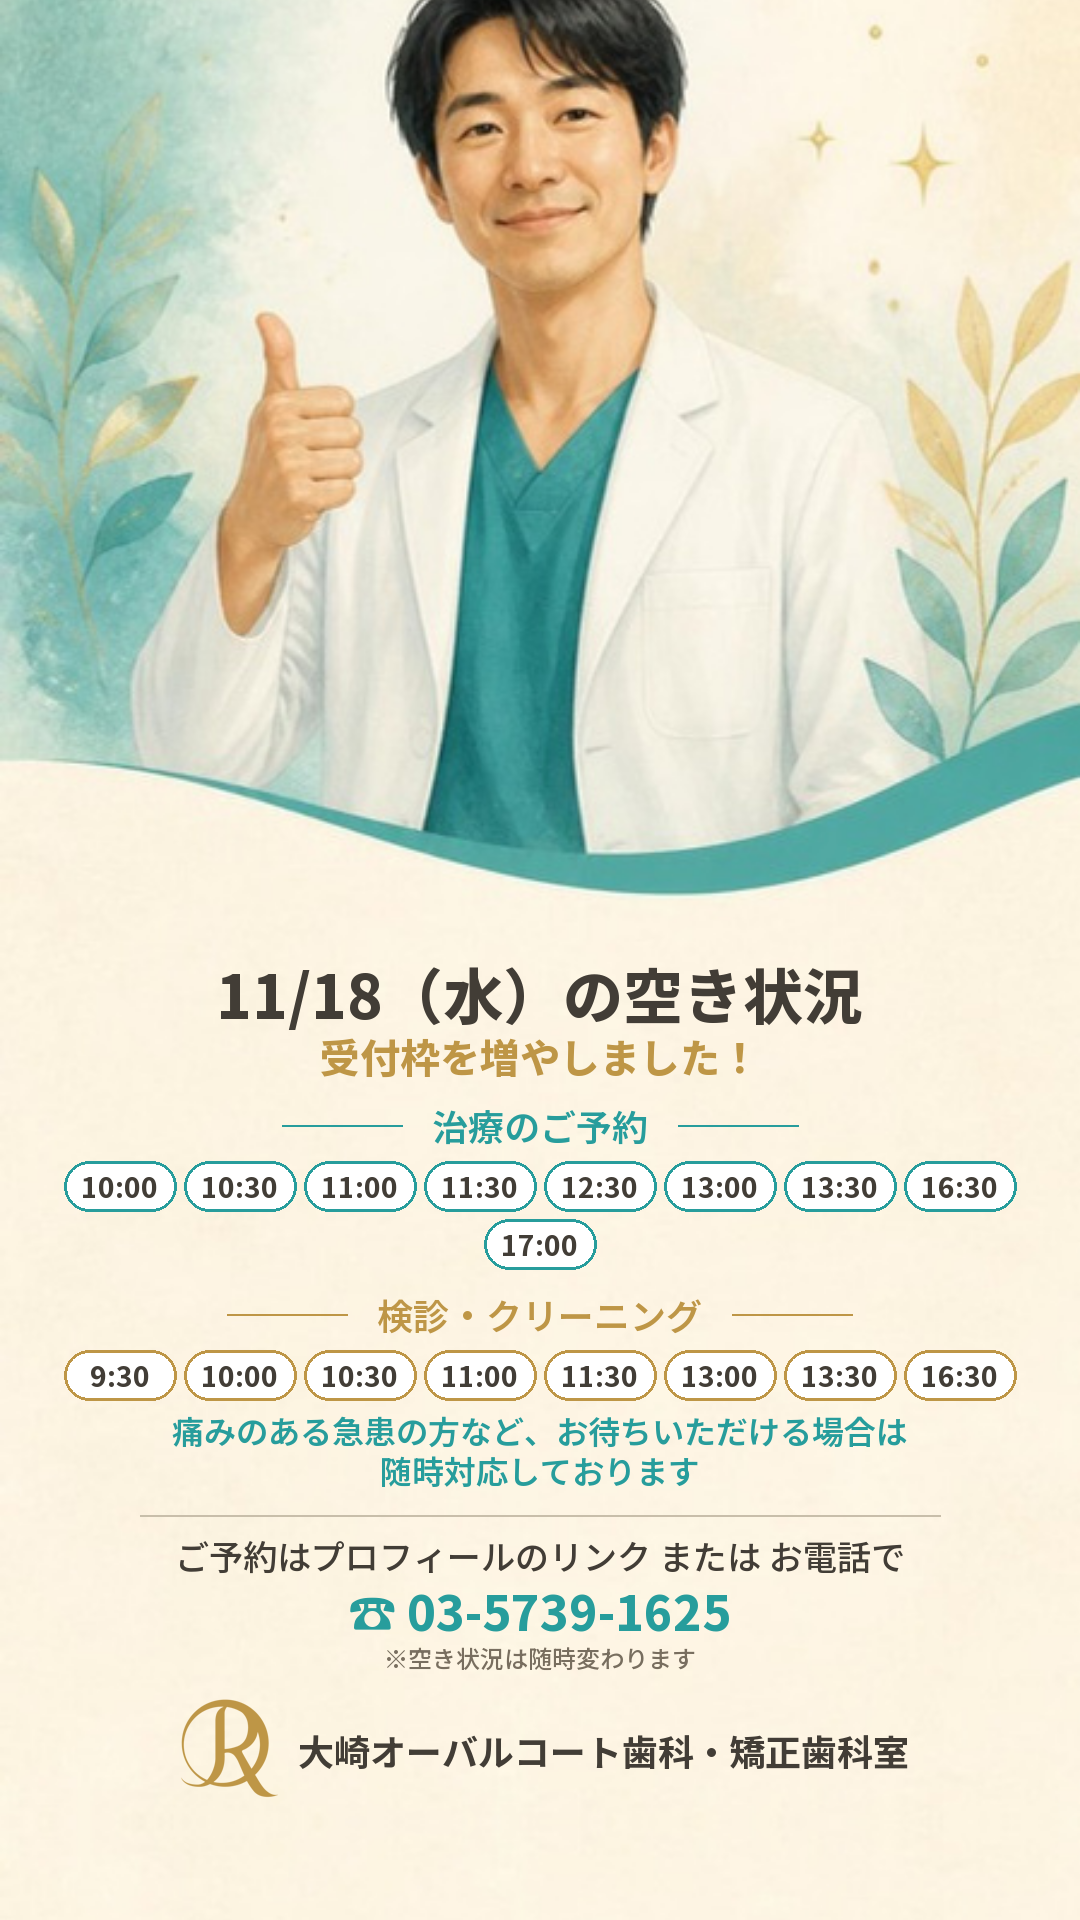 11/18（水）の空き状況
受付枠を増やしました！
治療のご予約
10:00 10:30 11:00 11:30 12:30 13:00 13:30 16:30
17:00
検診・クリーニング
9:30 10:00 10:30 11:00 11:30 13:00 13:30 16:30
痛みのある急患の方など、お待ちいただける場合は
随時対応しております
ご予約はプロフィールのリンク または お電話で
☎ 03-5739-1625
※空き状況は随時変わります
大崎オーバルコート歯科・矯正歯科室